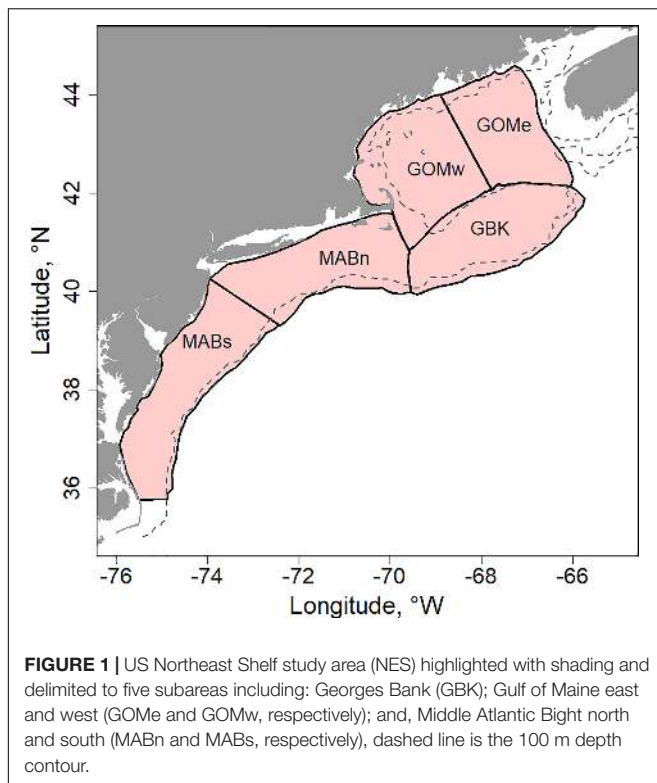 44
42
40
38
36
Latitude, °N
GOMe
GOMw
GBK
MABn
MABs
-76 -74 -72 -70 -68 -66
Longitude, °W
FIGURE 1 | US Northeast Shelf study area (NES) highlighted with shading and
delimited to five subareas including: Georges Bank (GBK); Gulf of Maine east
and west (GOMe and GOMw, respectively); and, Middle Atlantic Bight north
and south (MABn and MABs, respectively), dashed line is the 100 m depth
contour.